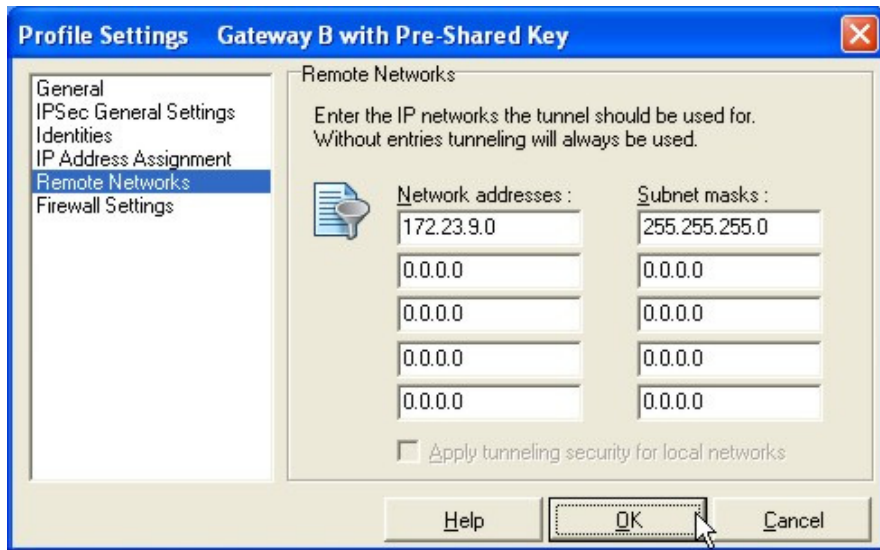 Profile Settings    Gateway B with Pre-Shared Key
General
IPSec General Settings
Identities
IP Address Assignment
Remote Networks
Firewall Settings
Remote Networks
Enter the IP networks the tunnel should be used for.
Without entries tunneling will always be used.
Network addresses :    Subnet masks :
172.23.9.0    255.255.255.0
0.0.0.0    0.0.0.0
0.0.0.0    0.0.0.0
0.0.0.0    0.0.0.0
0.0.0.0    0.0.0.0
Apply tunneling security for local networks
Help    OK    Cancel